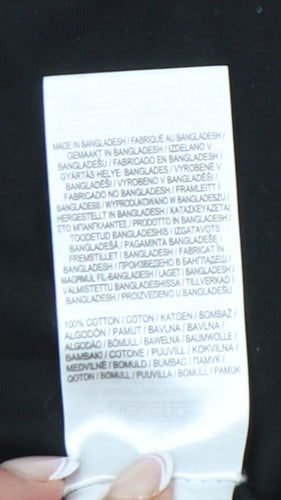 MADE IN BANGLADESH / FABRIQUÉ AU BANGLADESH /
GEMAAKT IN BANGLADESH / IZDELANO V
BANGLADEŠU / FABRICADO EN BANGLADESH /
GYÁRTÁS HELYE: BANGLADES / VYROBENÉ V
BANGLADÉŠI / VYROBENO V BANGLADÉŠI /
FABRICADO NO BANGLADESH / FRAMLEITT Í
BANGLADESS / WYPRODUKOWANO W BANGLADESZU /
HERGESTELLT IN BANGLADESH / ΚΑΤΑΣΚΕΥΑΖΕΤΑΙ
ΣΤΟ ΜΠΑΝΓΚΛΑΝΤΕΣ / PRODOTTO IN BANGLADESH /
TOODETUD BANGLADESHIS / IZGATAVOTS
BANGLADEŠĀ / PAGAMINTA BANGLADEŠE /
FREMSTILLET I BANGLADESH / FABRICAT ÎN
BANGLADESH / ПРОИЗВЕДЕНО В БАНГЛАДЕШ /
MAGĦMUL FIL-BANGLADESH / LAGET I BANGLADESH /
VALMISTETTU BANGLADESHISSA / TILLVERKAD I
BANGLADESH / PROIZVEDENO U BANGLADEŠU
100% COTTON / COTON / KATOEN / BOMBAŽ /
ALGODÓN / PAMUT / BAVLNA / BAVLNA /
ALGODÃO / BÓMULL / BAWEŁNA / BAUMWOLLE /
ΒΑΜΒΑΚΙ / COTONE / PUUVILL / KOKVILNA /
MEDVILNĖ / BOMULD / BUMBAC / ПАМУК /
QOTON / BOMULL / PUUVILLA / BOMULL / PAMUK